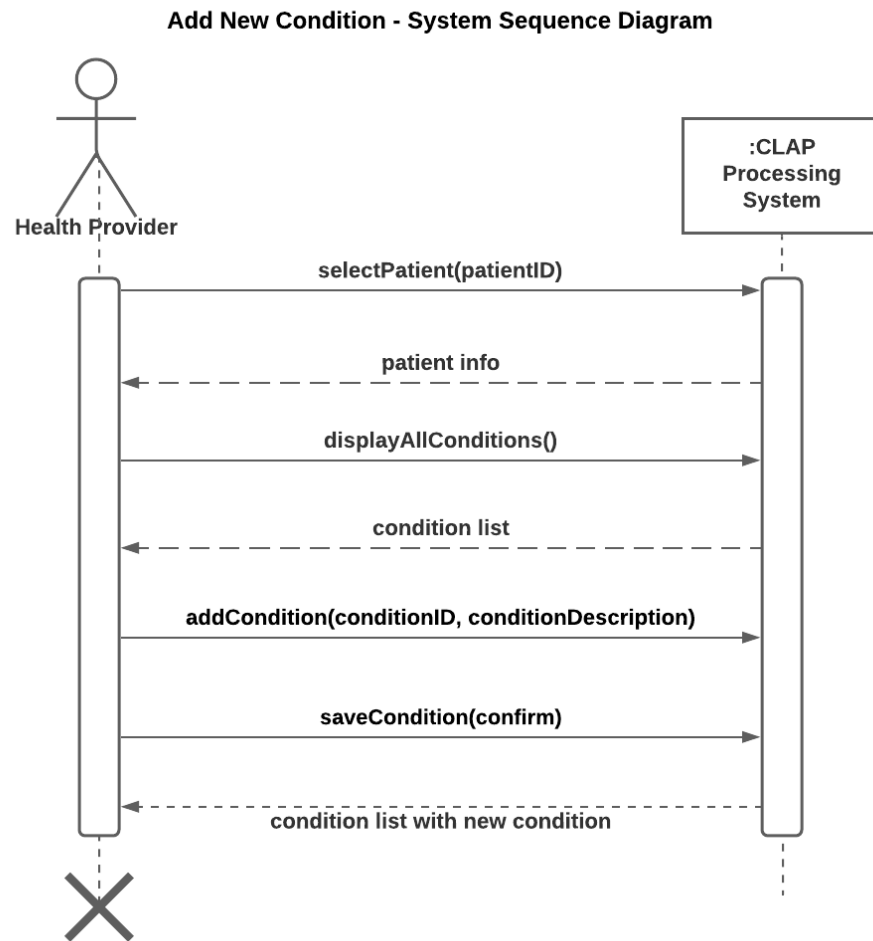 Add New Condition - System Sequence Diagram
:CLAP
Processing
System
Health Provider
selectPatient(patientID)
patient info
displayAllConditions()
condition list
addCondition(conditionID, conditionDescription)
saveCondition(confirm)
condition list with new condition